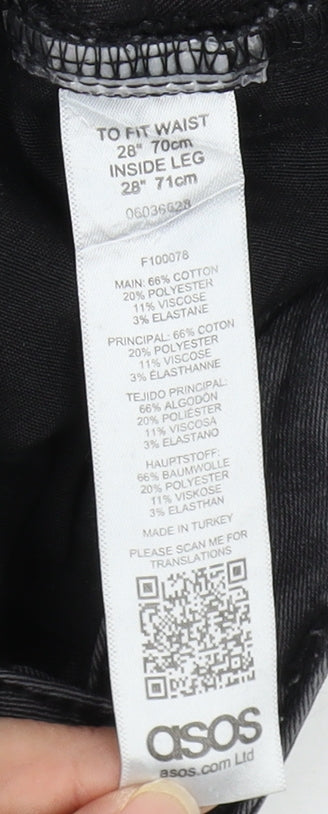 TO FIT WAIST
28" 70cm
INSIDE LEG
28" 71cm
06036628
F100078
MAIN: 66% COTTON
20% POLYESTER
11% VISCOSE
3% ELASTANE
PRINCIPAL: 66% COTON
20% POLYESTER
11% VISCOSE
3% ÉLASTHANNE
TEJIDO PRINCIPAL:
66% ALGODÓN
20% POLIÉSTER
11% VISCOSA
3% ELASTANO
HAUPTSTOFF:
66% BAUMWOLLE
20% POLYESTER
11% VISKOSE
3% ELASTHAN
MADE IN TURKEY
PLEASE SCAN ME FOR
TRANSLATIONS
asos
asos.com Ltd